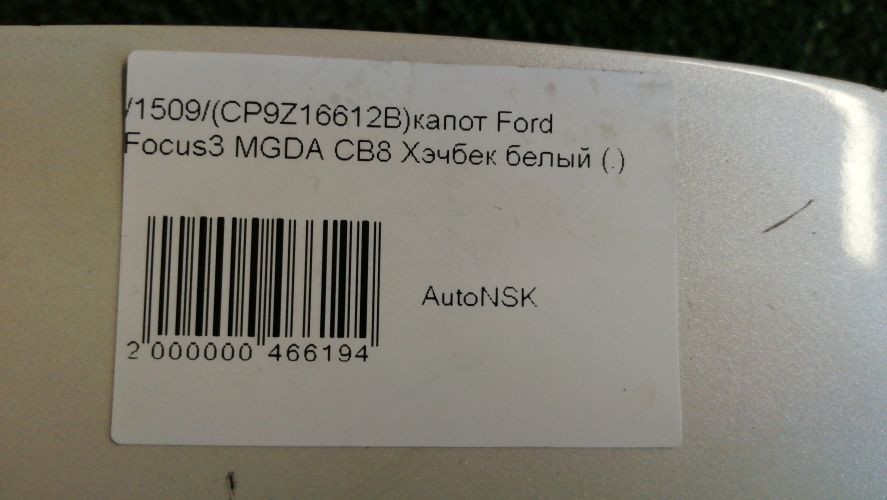 /1509/(CP9Z16612B)капот Ford
Focus3 MGDA CB8 Хэчбек белый (.)
AutoNSK
2 000000 466194